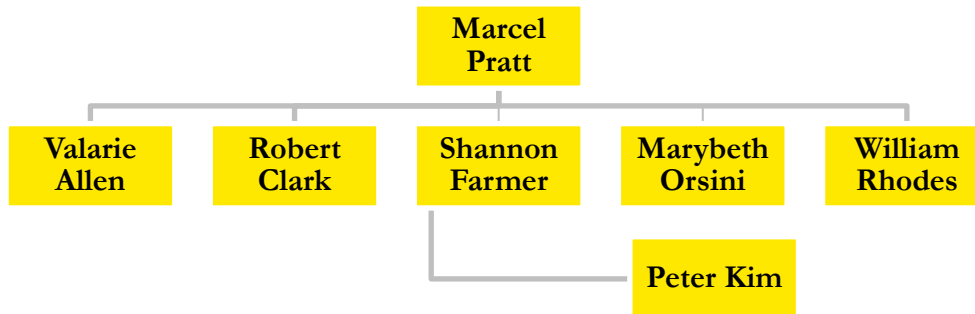 Marcel
Pratt
Valarie
Allen
Robert
Clark
Shannon
Farmer
Marybeth
Orsini
William
Rhodes
Peter Kim